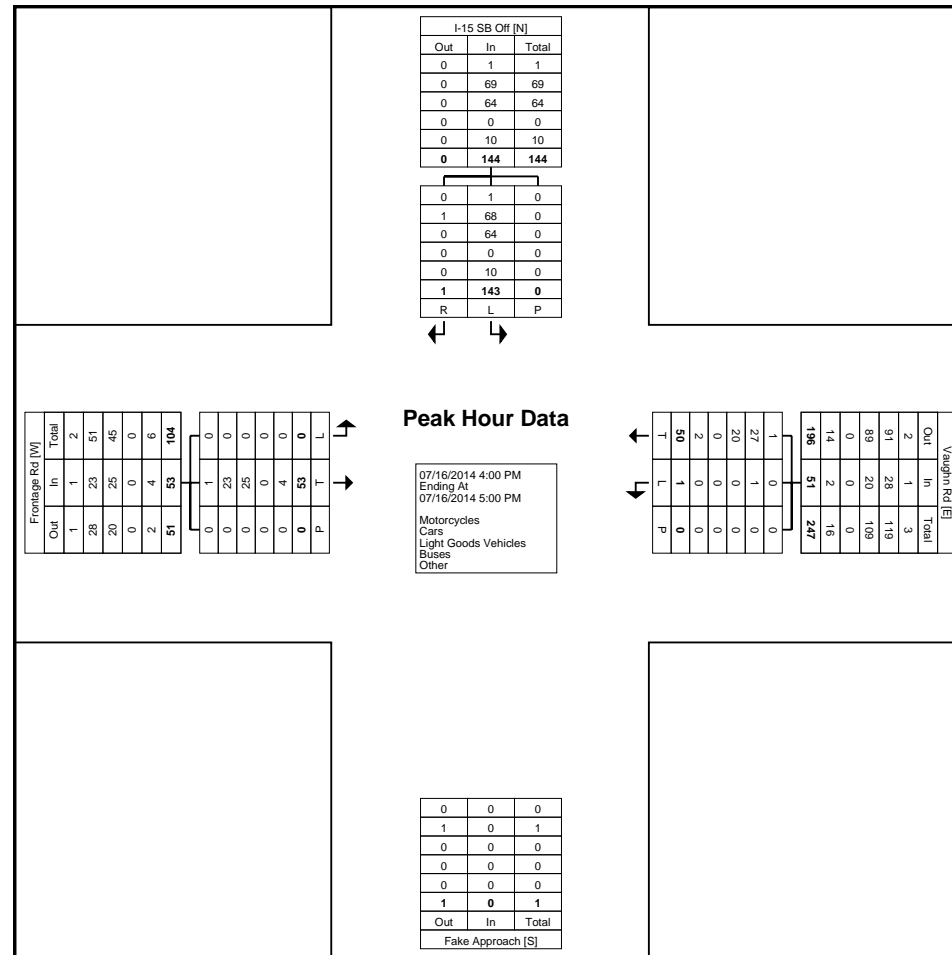 I-15 SB Off [N]
Out In Total
0 1 1
0 69 69
0 64 64
0 0 0
0 10 10
0 144 144
0 1 0
1 68 0
0 64 0
0 0 0
0 10 0
1 143 0
R L P
Frontage Rd [W]
Total 2 51 45 0 6 104
In 1 23 25 0 4 53
Out 1 28 20 0 2 51
0 0 0 0 0 0 L
1 23 25 0 4 53 T
0 0 0 0 0 0 P
Peak Hour Data
07/16/2014 4:00 PM
Ending At
07/16/2014 5:00 PM
Motorcycles
Cars
Light Goods Vehicles
Buses
Other
T 50 2 0 20 27 1
L 1 0 0 0 1 0
P 0 0 0 0 0 0
196 14 0 89 91 2 Out
51 2 0 20 28 1 In
247 16 0 109 119 3 Total
Vaughn Rd [E]
0 0 0
1 0 1
0 0 0
0 0 0
0 0 0
1 0 1
Out In Total
Fake Approach [S]